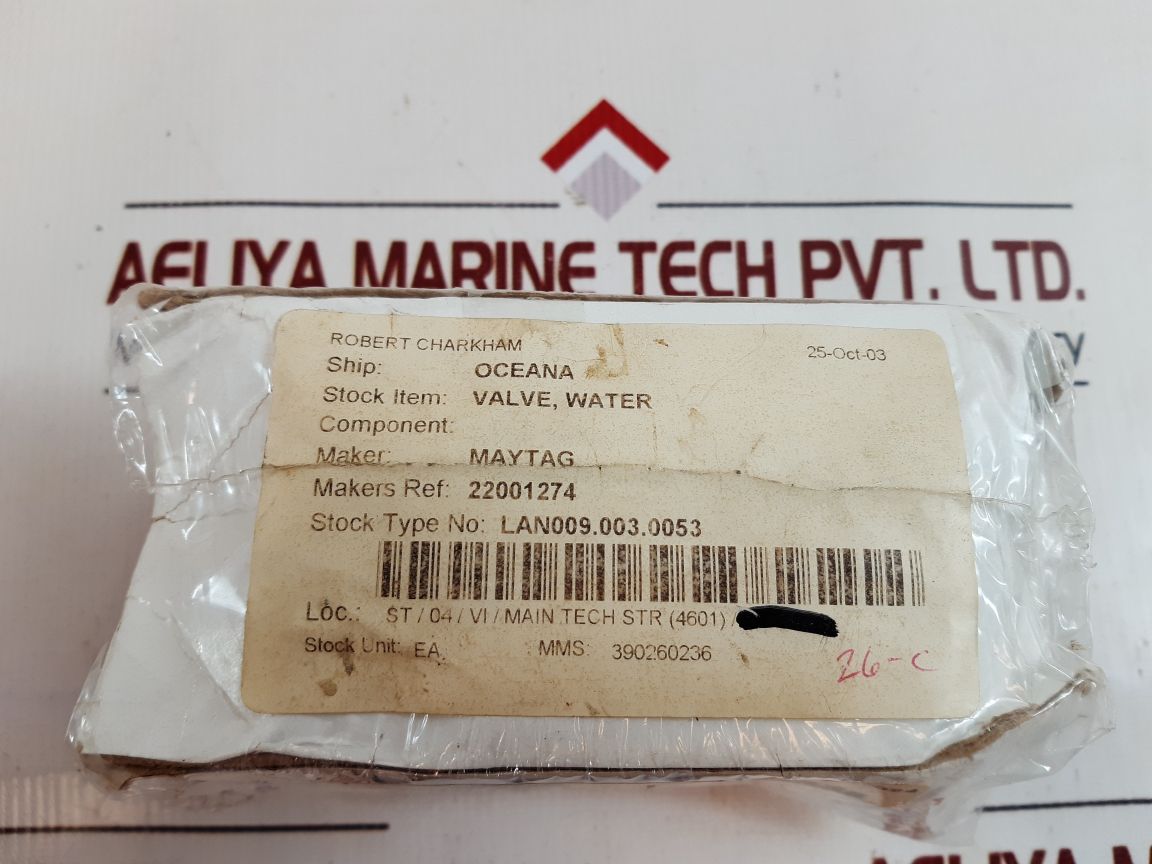 AELIYA MARINE TECH PVT. LTD.
ROBERT CHARKHAM 25-Oct-03
Ship: OCEANA
Stock Item: VALVE, WATER
Component:
Maker: MAYTAG
Makers Ref: 22001274
Stock Type No: LAN009.003.0053
Loc.: ST / 04 / VI / MAIN TECH STR (4601) /
Stock Unit: EA MMS: 390260236
26-C